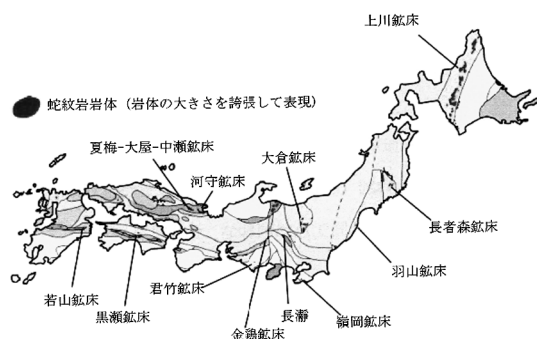 上川鉱床
蛇紋岩岩体（岩体の大きさを誇張して表現）
夏梅-大屋-中瀬鉱床
河守鉱床
大倉鉱床
長者森鉱床
羽山鉱床
君竹鉱床
若山鉱床
黒瀬鉱床
長瀞
嶺岡鉱床
金鶏鉱床